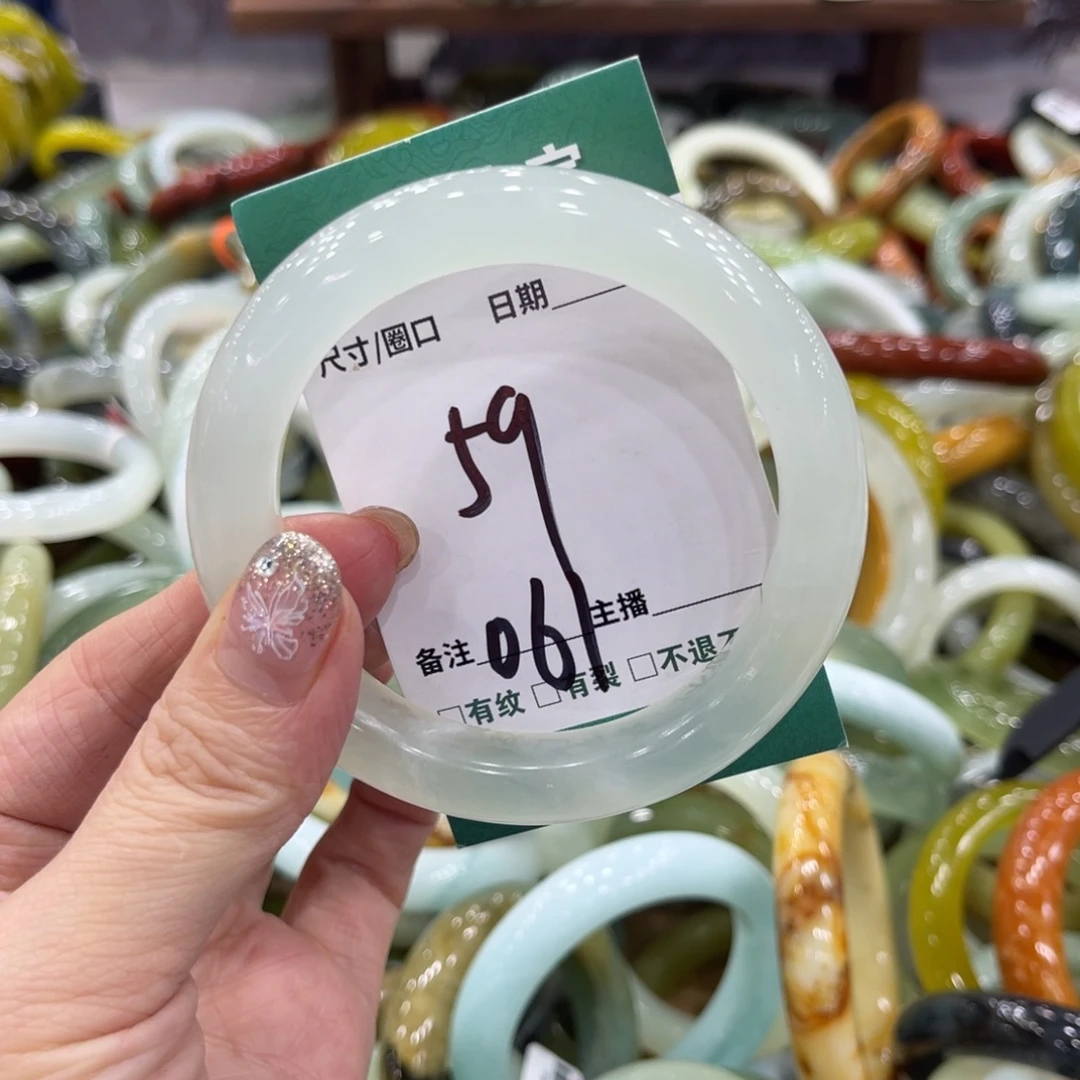 尺寸/圈口 日期
59
备注 061 主播
□有纹 □有裂 □不退